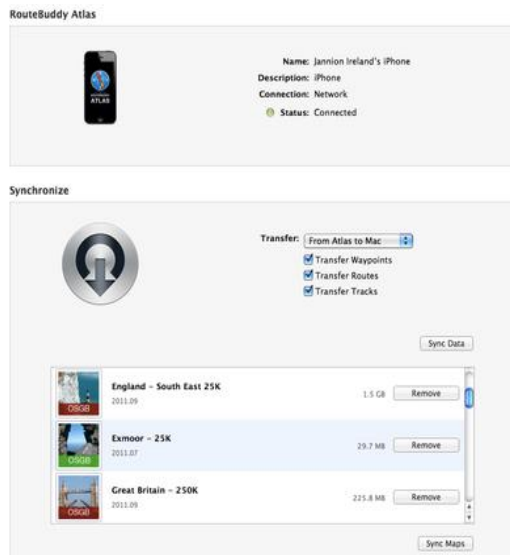 RouteBuddy Atlas
ATLAS
Name: Jannion Ireland's iPhone
Description: iPhone
Connection: Network
Status: Connected
Synchronize
Transfer: From Atlas to Mac
Transfer Waypoints
Transfer Routes
Transfer Tracks
Sync Data
England - South East 25K
1.5 GB Remove
OSGB
2011.09
Exmoor - 25K
29.7 MB Remove
OSGB
2011.07
Great Britain - 250K
225.8 MB Remove
OSGB
2011.09
Sync Maps